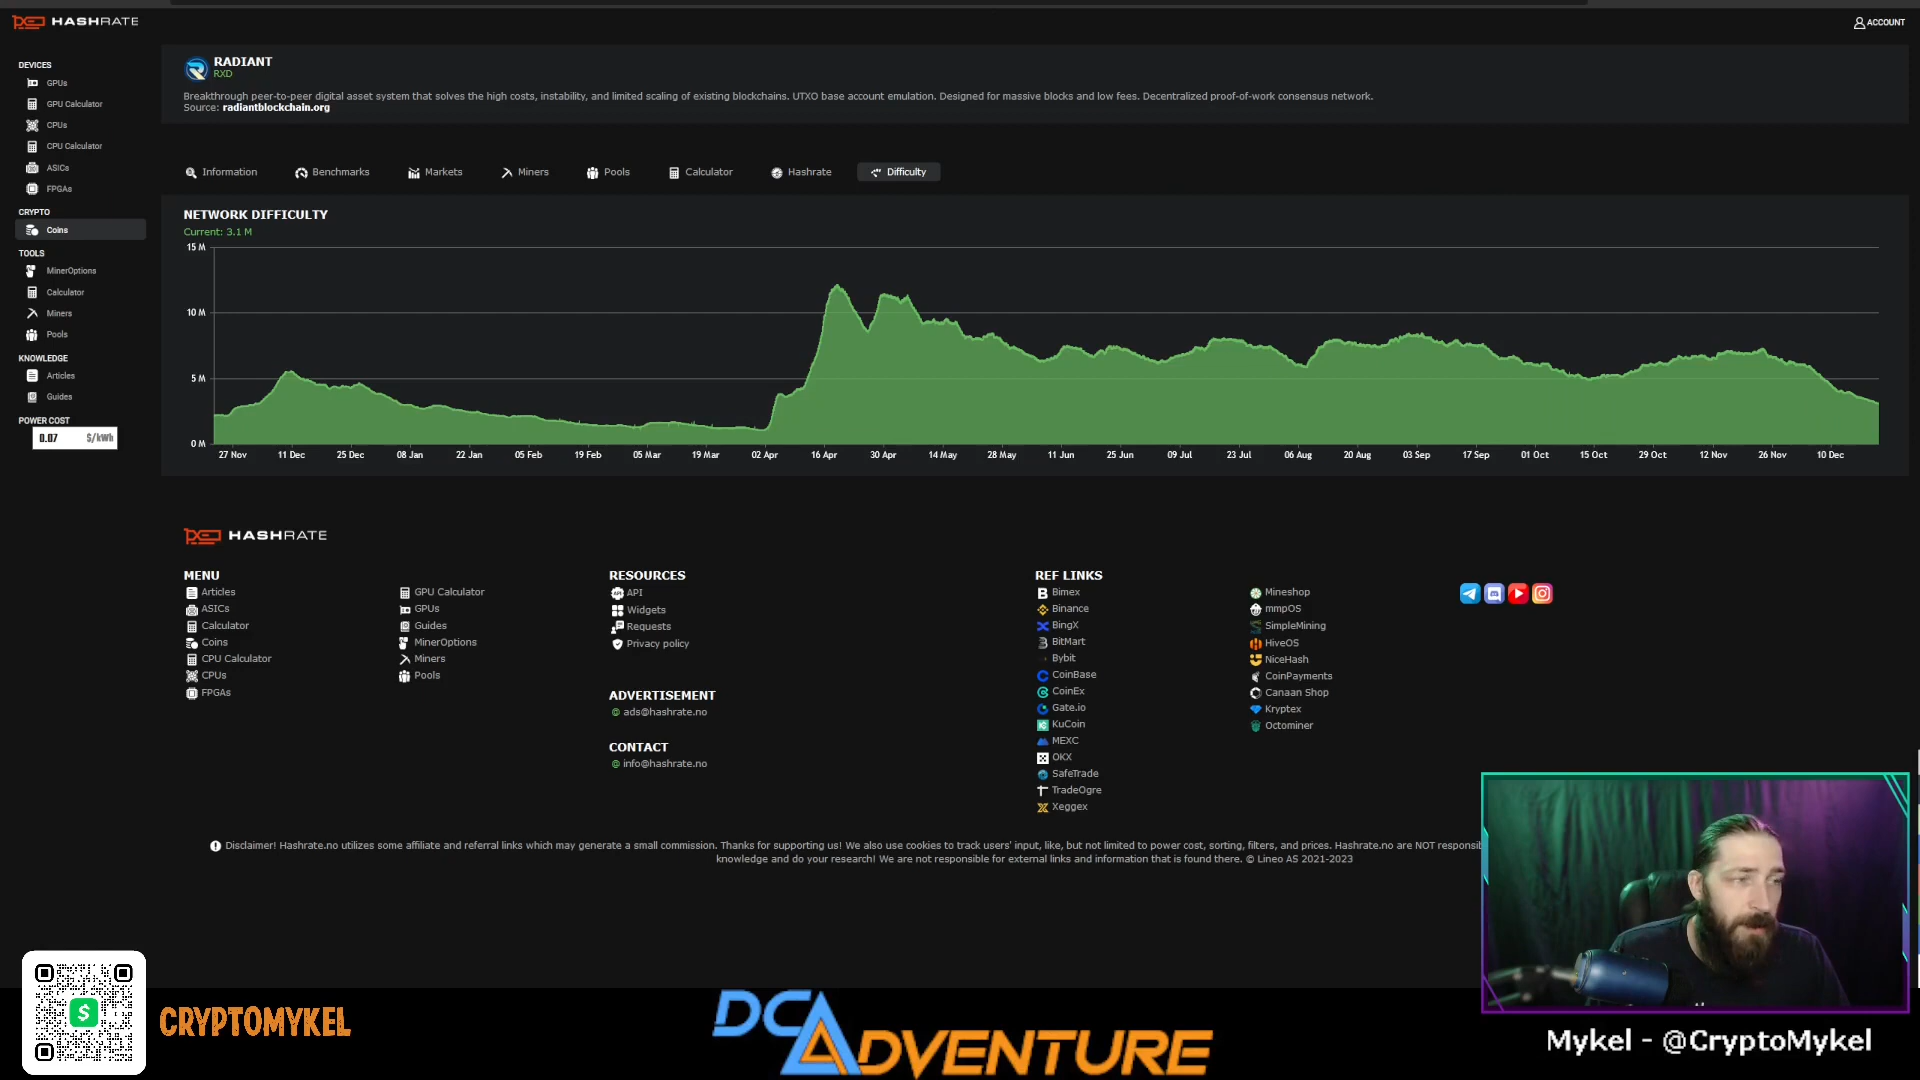 HASHRATE
ACCOUNT
DEVICES
GPUs
GPU Calculator
CPUs
CPU Calculator
ASICs
FPGAs
CRYPTO
Coins
TOOLS
MinerOptions
Calculator
Miners
Pools
KNOWLEDGE
Articles
Guides
POWER COST
0.07 $/kWh
RADIANT
RXD
Breakthrough peer-to-peer digital asset system that solves the high costs, instability, and limited scaling of existing blockchains. UTXO base account emulation. Designed for massive blocks and low fees. Decentralized proof-of-work consensus network.
Source: radiantblockchain.org
Information Benchmarks Markets Miners Pools Calculator Hashrate Difficulty
NETWORK DIFFICULTY
Current: 3.1 M
15 M
10 M
5 M
0 M
27 Nov 11 Dec 25 Dec 08 Jan 22 Jan 05 Feb 19 Feb 05 Mar 19 Mar 02 Apr 16 Apr 30 Apr 14 May 28 May 11 Jun 25 Jun 09 Jul 23 Jul 06 Aug 20 Aug 03 Sep 17 Sep 01 Oct 15 Oct 29 Oct 12 Nov 26 Nov 10 Dec
HASHRATE
MENU
Articles
ASICs
Calculator
Coins
CPU Calculator
CPUs
FPGAs
GPU Calculator
GPUs
Guides
MinerOptions
Miners
Pools
RESOURCES
API
Widgets
Requests
Privacy policy
ADVERTISEMENT
@ ads@hashrate.no
CONTACT
@ info@hashrate.no
REF LINKS
Bimex
Binance
BingX
BitMart
Bybit
CoinBase
CoinEx
Gate.io
KuCoin
MEXC
OKX
SafeTrade
TradeOgre
Xeggex
Mineshop
mmpOS
SimpleMining
HiveOS
NiceHash
CoinPayments
Canaan Shop
Kryptex
Octominer
Disclaimer! Hashrate.no utilizes some affiliate and referral links which may generate a small commission. Thanks for supporting us! We also use cookies to track users' input, like, but not limited to power cost, sorting, filters, and prices. Hashrate.no are NOT
knowledge and do your research! We are not responsible for external links and information that is found there. © Lineo AS 2021-2023
$
CRYPTOMYKEL
DCADVENTURE
Mykel - @CryptoMykel